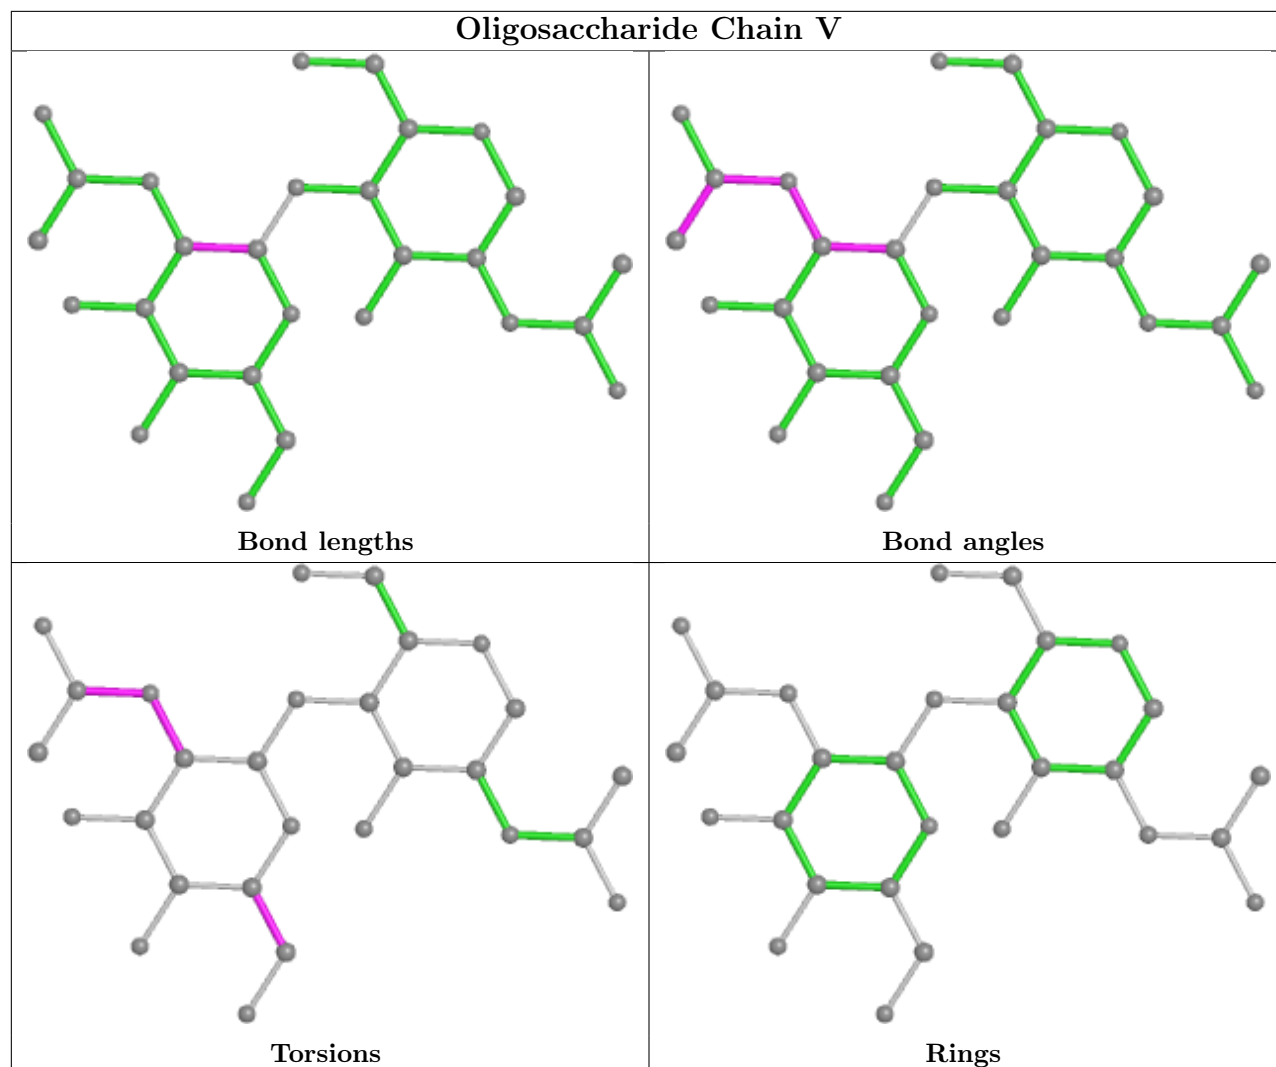 Oligosaccharide Chain V
Bond lengths
Bond angles
Torsions
Rings